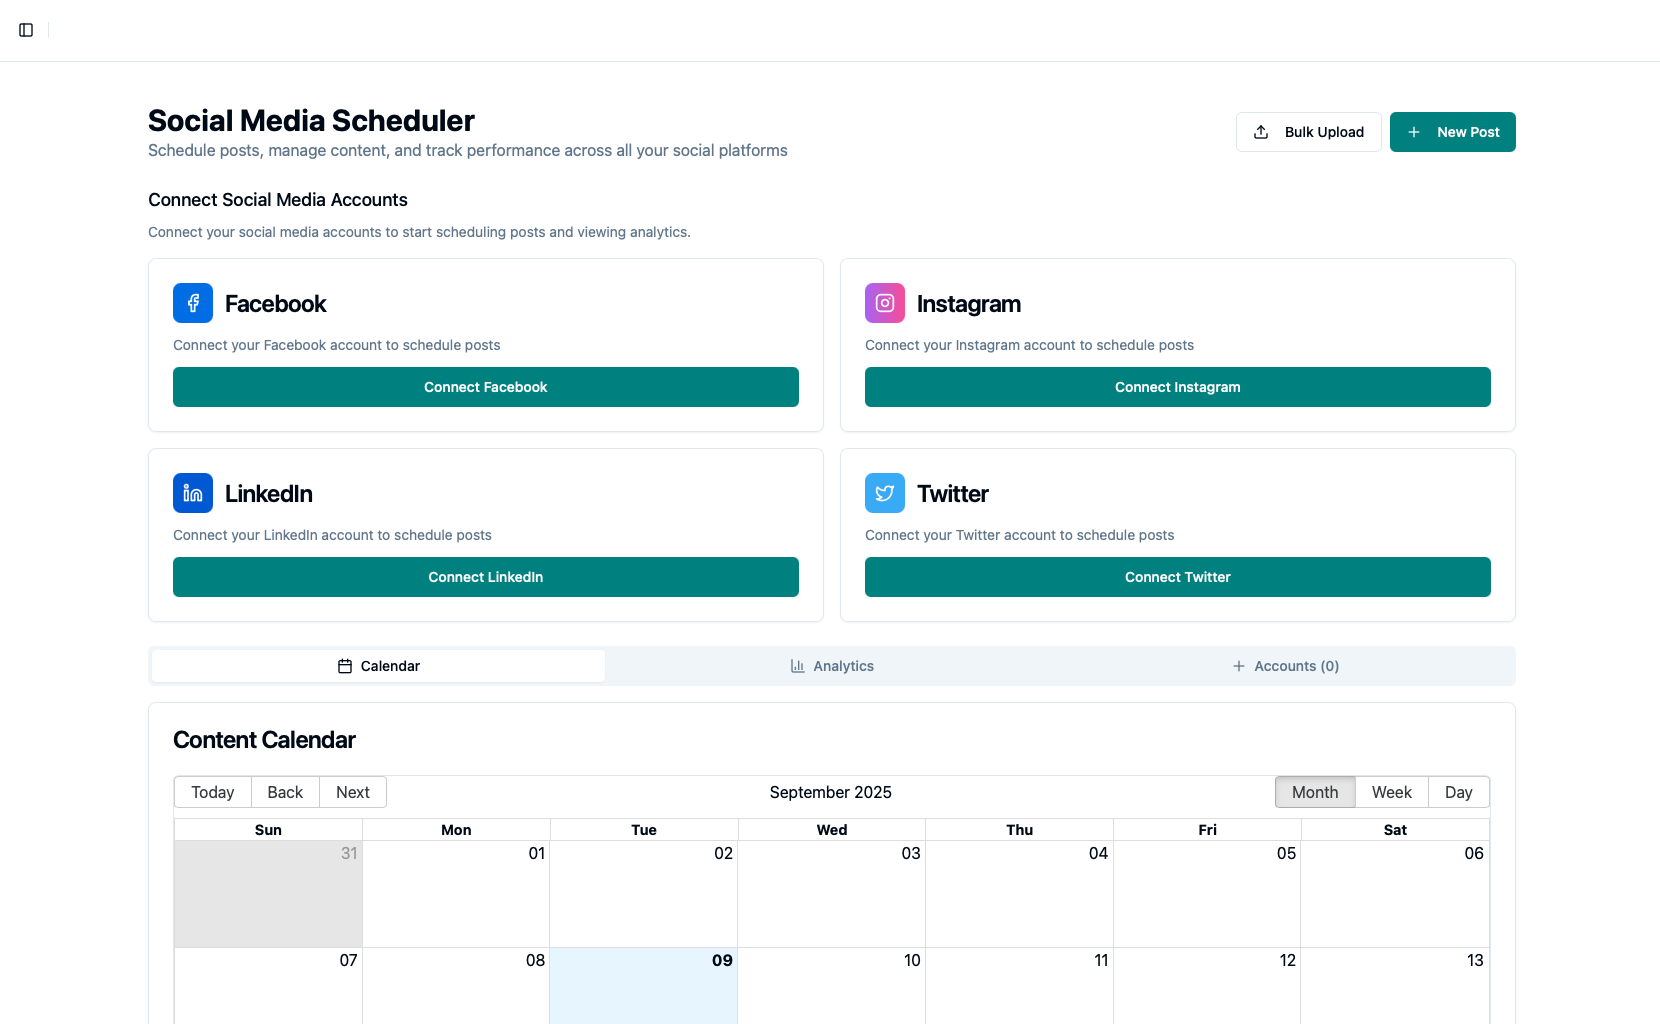 Social Media Scheduler
Schedule posts, manage content, and track performance across all your social platforms
Bulk Upload
New Post
Connect Social Media Accounts
Connect your social media accounts to start scheduling posts and viewing analytics.
Facebook
Connect your Facebook account to schedule posts
Connect Facebook
Instagram
Connect your Instagram account to schedule posts
Connect Instagram
LinkedIn
Connect your LinkedIn account to schedule posts
Connect LinkedIn
Twitter
Connect your Twitter account to schedule posts
Connect Twitter
Calendar
Analytics
Accounts (0)
Content Calendar
Today Back Next
September 2025
Month Week Day
Sun Mon Tue Wed Thu Fri Sat
31 01 02 03 04 05 06
07 08 09 10 11 12 13